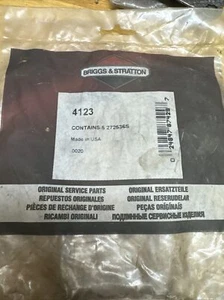 BRIGGS & STRATTON
4123
CONTAINS 5 272536S
Made in USA
0020
ORIGINAL SERVICE PARTS
ORIGINAL ERSATZTEILE
REPUESTOS ORIGINALES
ORIGINAL RESERVDELAR
PIÈCES DE RECHANGE D'ORIGINE
PEÇAS ORIGINAIS
RICAMBI ORIGINALI
ПОДЛИННЫЕ СЕРВИСНЫЕ ИЗДЕЛИЯ